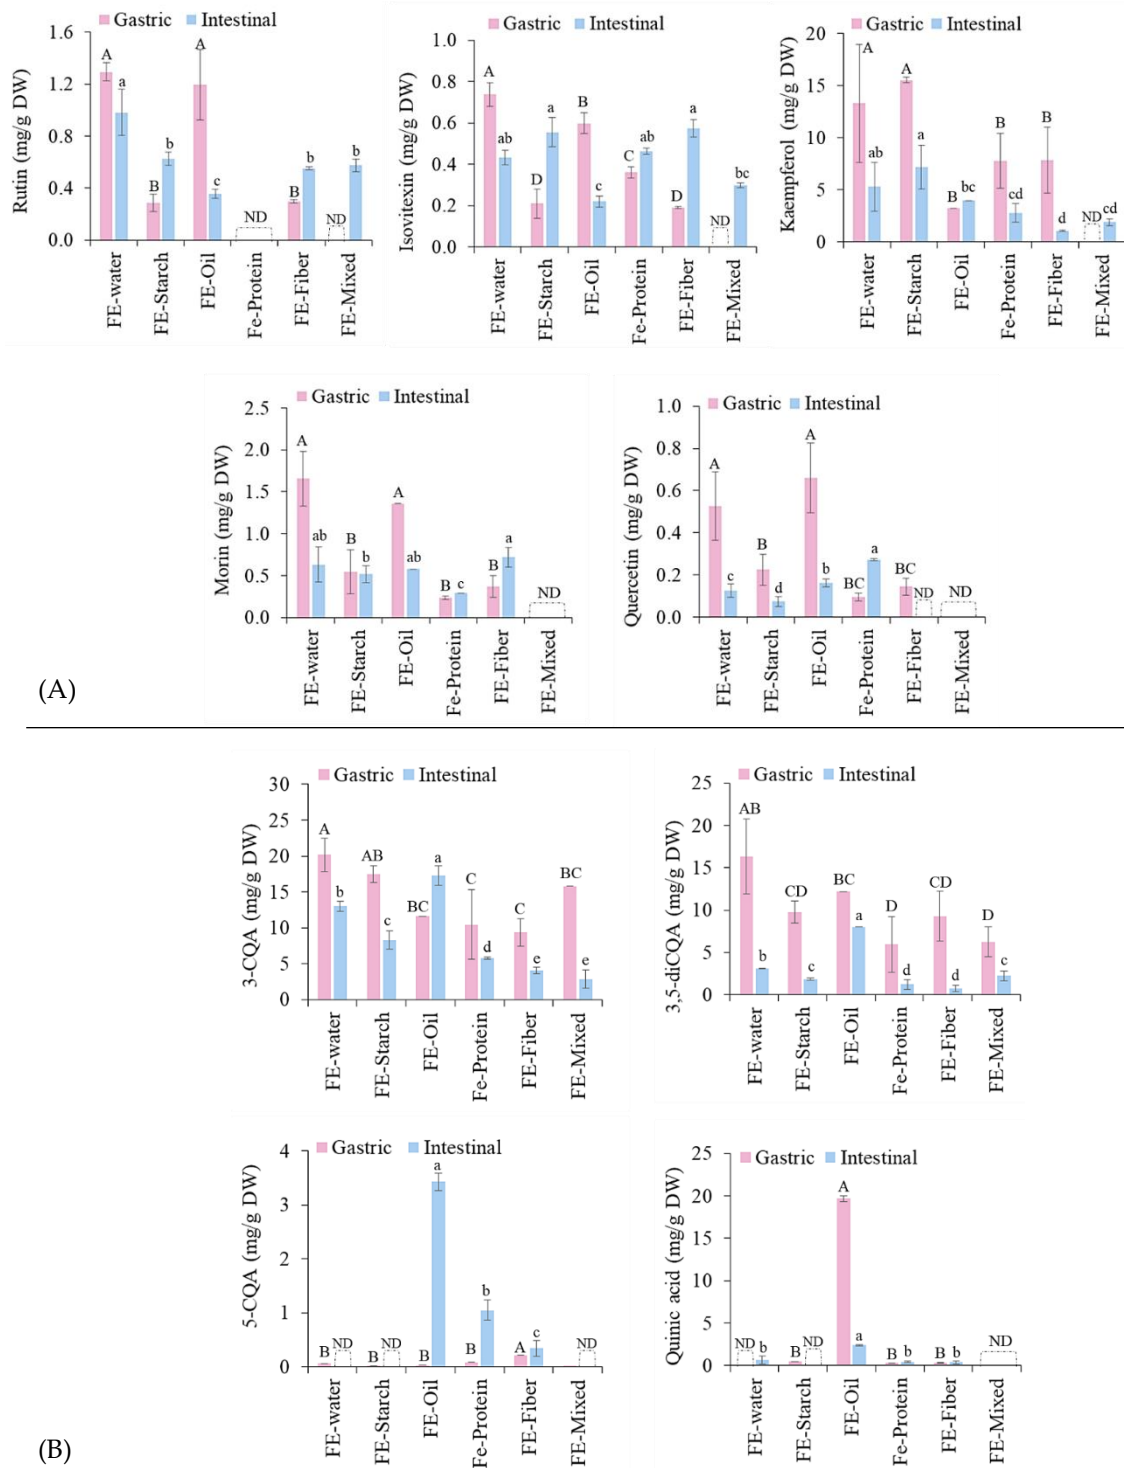 Gastric Intestinal
Rutin (mg/g DW)
1.6
1.2
0.8
0.4
0.0
A a B b A c ND B b ND b
FE-water FE-Starch FE-Oil Fe-Protein FE-Fiber FE-Mixed
Gastric Intestinal
Isovitexin (mg/g DW)
1.0
0.8
0.6
0.4
0.2
0.0
A ab D a B c C ab D a ND bc
FE-water FE-Starch FE-Oil Fe-Protein FE-Fiber FE-Mixed
Gastric Intestinal
Kaempferol (mg/g DW)
20
15
10
5
0
A ab A a B bc B cd B d ND cd
FE-water FE-Starch FE-Oil Fe-Protein FE-Fiber FE-Mixed
Gastric Intestinal
Morin (mg/g DW)
2.5
2.0
1.5
1.0
0.5
0.0
A ab B b A ab B c B a ND
FE-water FE-Starch FE-Oil Fe-Protein FE-Fiber FE-Mixed
Gastric Intestinal
Quercetin (mg/g DW)
1.0
0.8
0.6
0.4
0.2
0.0
A c B d A b BC a BC ND ND
FE-water FE-Starch FE-Oil Fe-Protein FE-Fiber FE-Mixed
(A)
Gastric Intestinal
3-CQA (mg/g DW)
30
25
20
15
10
5
0
A b AB c BC a C d C e BC e
FE-water FE-Starch FE-Oil Fe-Protein FE-Fiber FE-Mixed
Gastric Intestinal
3,5-diCQA (mg/g DW)
25
20
15
10
5
0
AB b CD c BC a D d CD d D c
FE-water FE-Starch FE-Oil Fe-Protein FE-Fiber FE-Mixed
Gastric Intestinal
5-CQA (mg/g DW)
4
3
2
1
0
B ND B ND B a B b A c ND
FE-water FE-Starch FE-Oil Fe-Protein FE-Fiber FE-Mixed
Gastric Intestinal
Quinic acid (mg/g DW)
25
20
15
10
5
0
ND b B ND A a B b B b ND
FE-water FE-Starch FE-Oil Fe-Protein FE-Fiber FE-Mixed
(B)